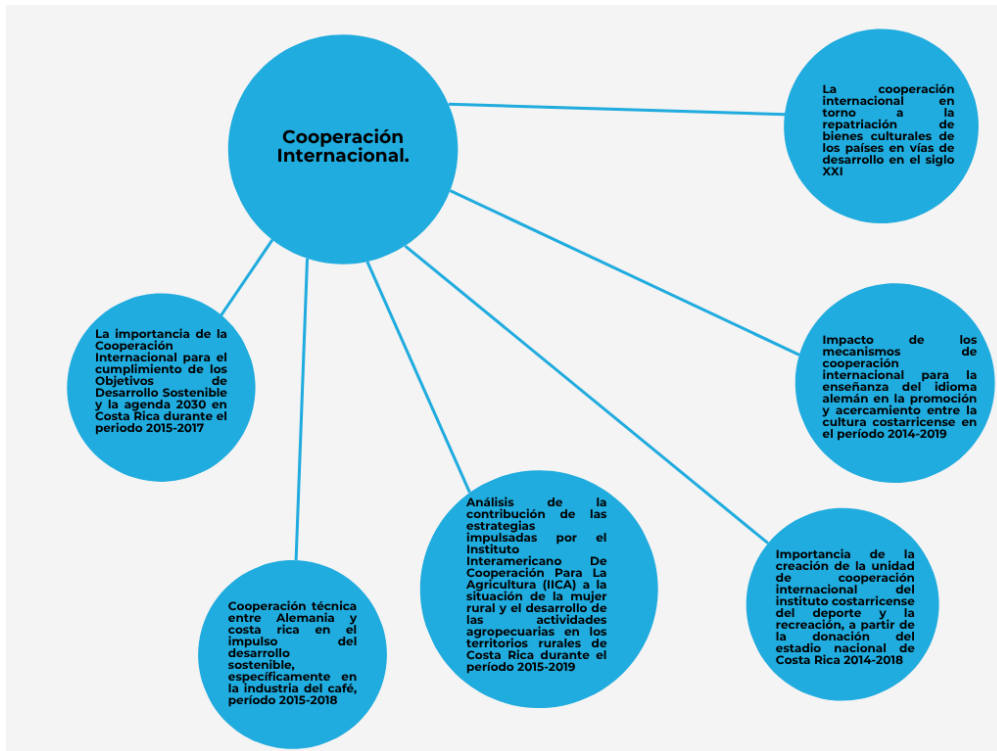 Cooperación
Internacional.
La cooperación
internacional en
torno a la
repatriación de
bienes culturales de
los países en vías de
desarrollo en el siglo
XXI
Impacto de los
mecanismos de
cooperación
internacional para la
enseñanza del idioma
alemán en la promoción
y acercamiento entre la
cultura costarricense en
el período 2014-2019
La importancia de la
Cooperación
Internacional para el
cumplimiento de los
Objetivos de
Desarrollo Sostenible
y la agenda 2030 en
Costa Rica durante el
periodo 2015-2017
Cooperación técnica
entre Alemania y
costa rica en el
impulso del
desarrollo
sostenible,
específicamente en
la industria del café,
período 2015-2018
Análisis de la
contribución de las
estrategias
impulsadas por el
Instituto
Interamericano De
Cooperación Para La
Agricultura (IICA) a la
situación de la mujer
rural y el desarrollo de
las actividades
agropecuarias en los
territorios rurales de
Costa Rica durante el
período 2015-2019
Importancia de la
creación de la unidad
de cooperación
internacional del
instituto costarricense
del deporte y la
recreación, a partir de
la donación del
estadio nacional de
Costa Rica 2014-2018